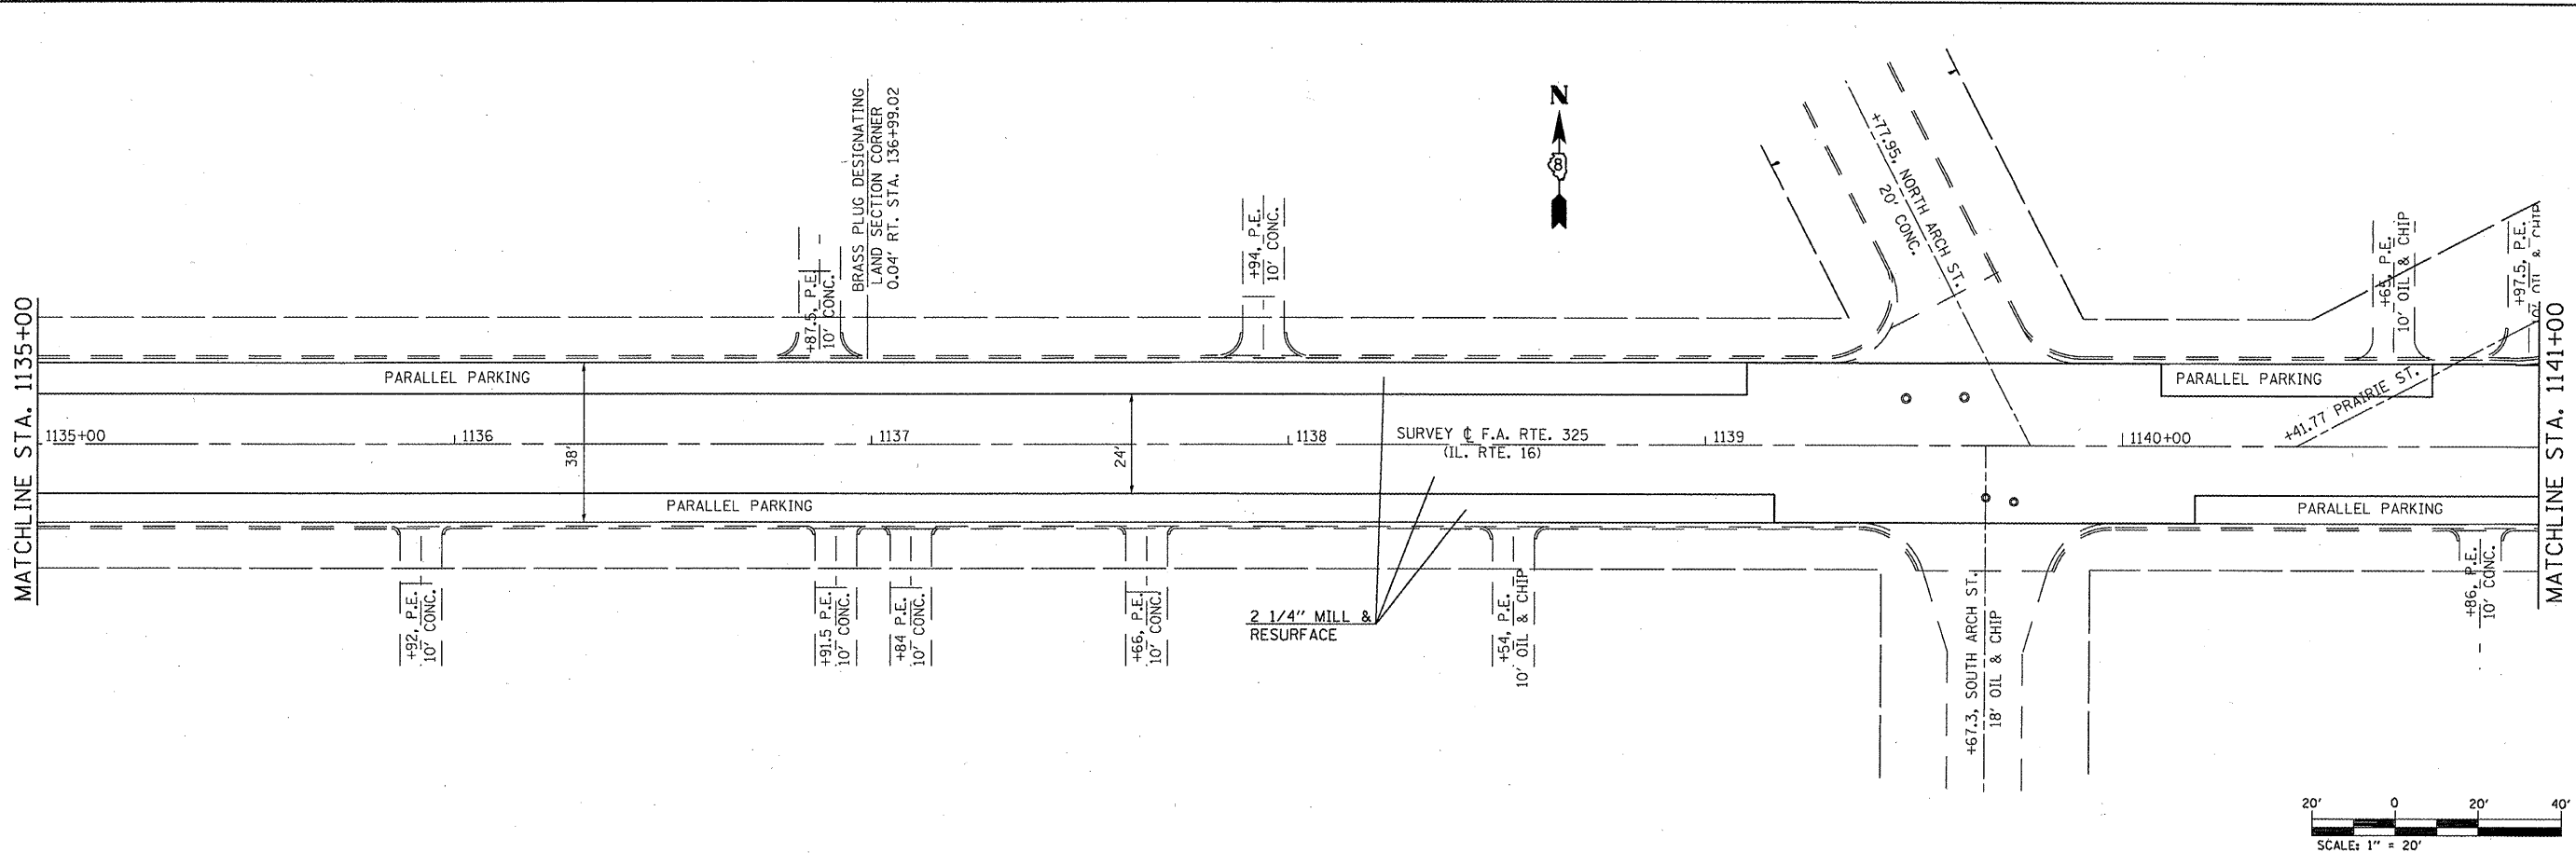 MATCHLINE STA. 1135+00
+87.5, P.E.
10' CONC.
BRASS PLUG DESIGNATING
LAND SECTION CORNER
0.04' RT. STA. 136+99.02
+94, P.E.
10' CONC.
N
8
+77.95, NORTH ARCH ST.
20' CONC.
+65, P.E.
10' OIL & CHIP
+97.5, P.E.
OIL & CHIP
PARALLEL PARKING
PARALLEL PARKING
+41.77 PRAIRIE ST.
1135+00
1136
1137
1138
SURVEY ℄ F.A. RTE. 325
(IL. RTE. 16)
1139
1140+00
38'
24'
PARALLEL PARKING
PARALLEL PARKING
+92, P.E.
10' CONC.
+91.5 P.E.
10' CONC.
+84 P.E.
10' CONC.
+66, P.E.
10' CONC.
2 1/4" MILL &
RESURFACE
+54, P.E.
10' OIL & CHIP
+67.3, SOUTH ARCH ST.
18' OIL & CHIP
+86, P.E.
10' CONC.
MATCHLINE STA. 1141+00
20' 0 20' 40'
SCALE: 1" = 20'